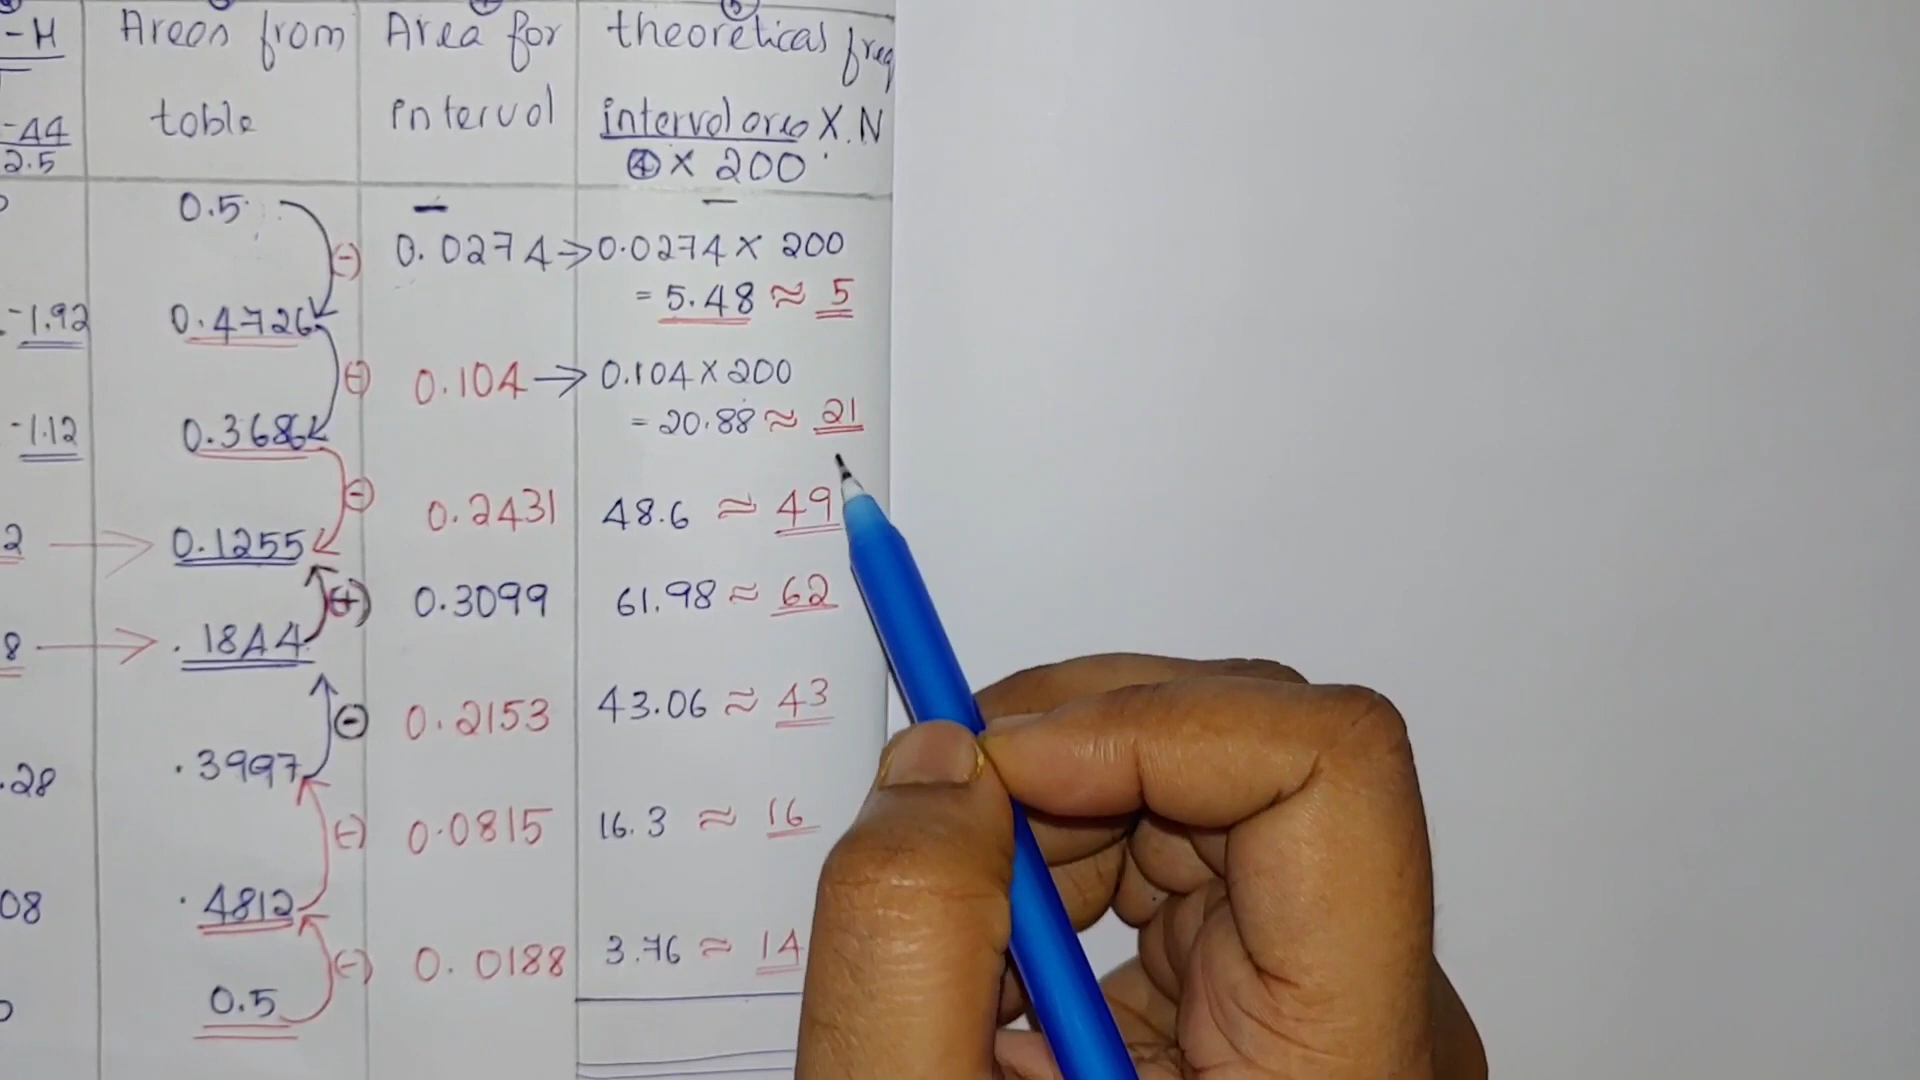 -H Areas from Area for theoretical freq
-44 table interval interval area X.N
2.5 ④ X 200
0.5 - -
0.0274 → 0.0274 X 200
= 5.48 ≈ 5
-1.92 0.4726 (-)
0.104 → 0.104 X 200
= 20.88 ≈ 21
-1.12 0.3686 (-)
0.2431 48.6 ≈ 49
2 → 0.1255 (-)
(+) 0.3099 61.98 ≈ 62
8 → .1844
(-) 0.2153 43.06 ≈ 43
.28 .3997
(-) 0.0815 16.3 ≈ 16
08 .4812
(-) 0.0188 3.76 ≈ 14
0.5